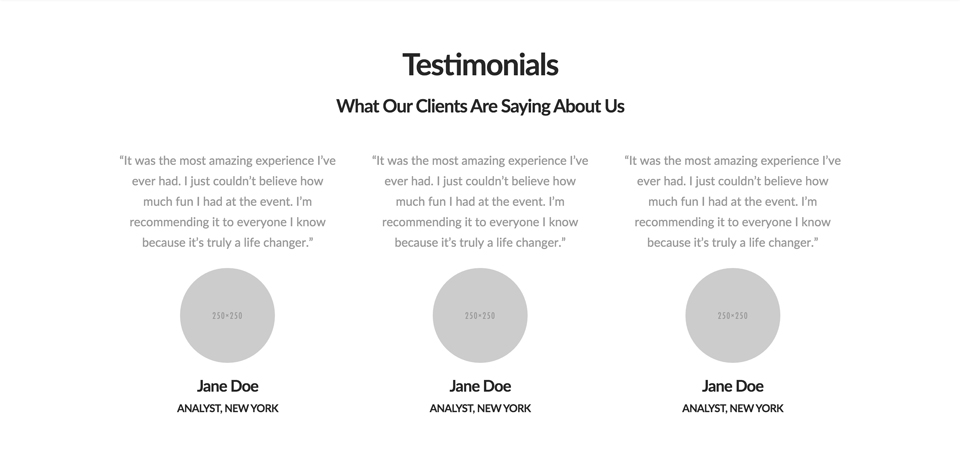 Testimonials
What Our Clients Are Saying About Us
“It was the most amazing experience I’ve
ever had. I just couldn’t believe how
much fun I had at the event. I’m
recommending it to everyone I know
because it’s truly a life changer.”
250×250
Jane Doe
ANALYST, NEW YORK
“It was the most amazing experience I’ve
ever had. I just couldn’t believe how
much fun I had at the event. I’m
recommending it to everyone I know
because it’s truly a life changer.”
250×250
Jane Doe
ANALYST, NEW YORK
“It was the most amazing experience I’ve
ever had. I just couldn’t believe how
much fun I had at the event. I’m
recommending it to everyone I know
because it’s truly a life changer.”
250×250
Jane Doe
ANALYST, NEW YORK